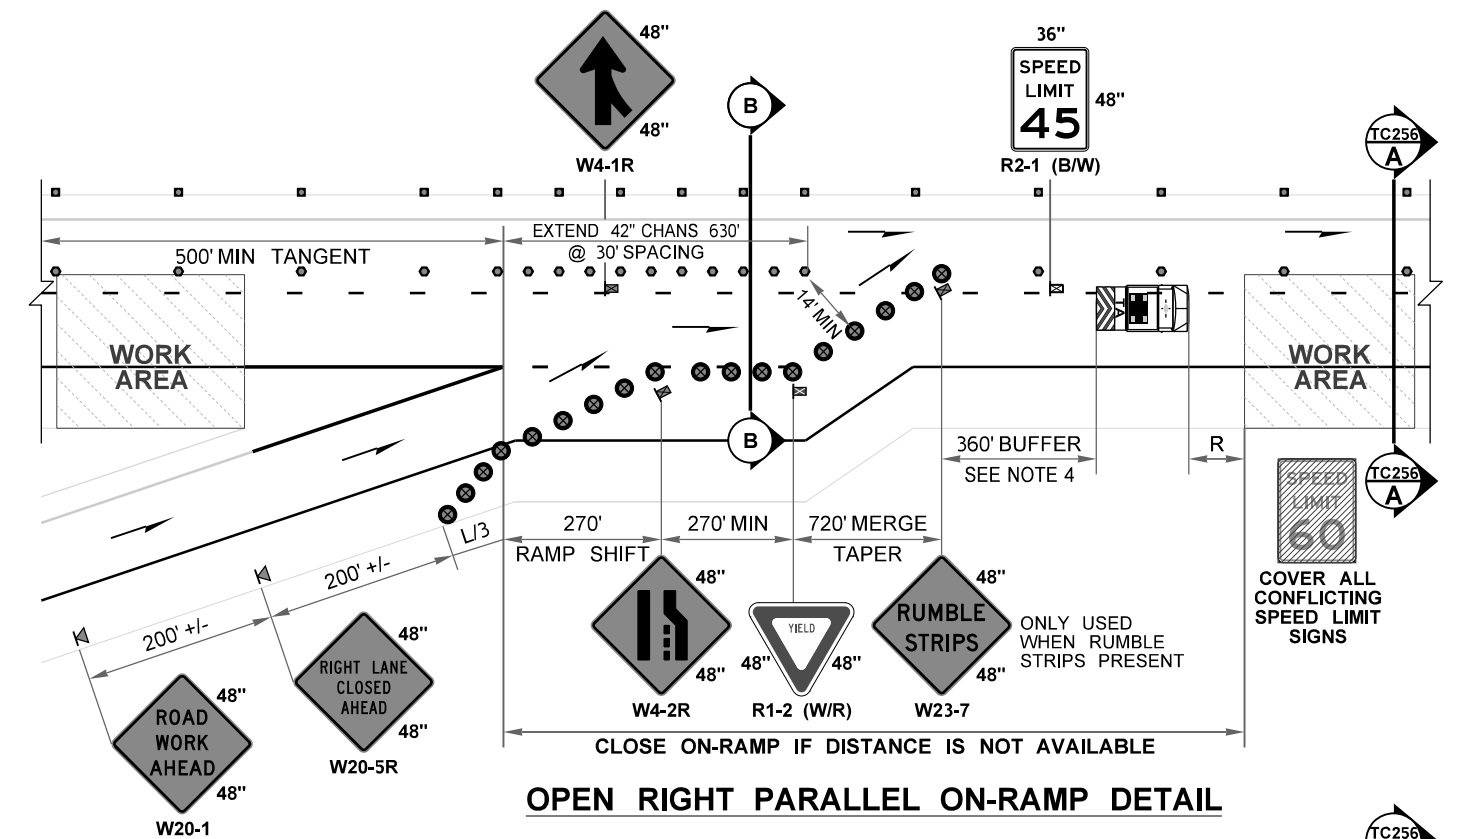 48"
48"
W4-1R
B
36"
SPEED
LIMIT
45
48"
R2-1 (B/W)
TC256
A
500' MIN TANGENT
EXTEND 42" CHANS 630'
@ 30' SPACING
14' MIN
WORK
AREA
WORK
AREA
B
360' BUFFER
SEE NOTE 4
R
TC256
A
SPEED
LIMIT
60
COVER ALL
CONFLICTING
SPEED LIMIT
SIGNS
L/3
270'
RAMP SHIFT
270' MIN
720' MERGE
TAPER
200' +/-
200' +/-
48"
48"
W4-2R
YIELD
48"
48"
R1-2 (W/R)
RUMBLE
STRIPS
48"
48"
W23-7
ONLY USED
WHEN RUMBLE
STRIPS PRESENT
RIGHT LANE
CLOSED
AHEAD
48"
48"
W20-5R
ROAD
WORK
AHEAD
48"
48"
W20-1
CLOSE ON-RAMP IF DISTANCE IS NOT AVAILABLE
OPEN RIGHT PARALLEL ON-RAMP DETAIL
TC256